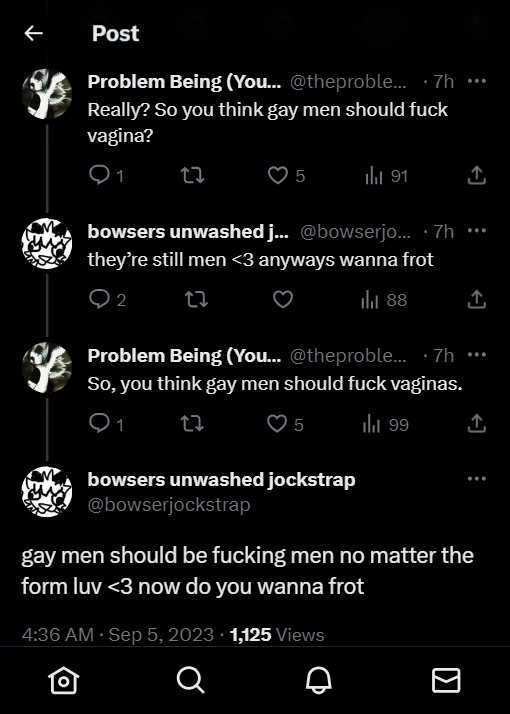 Post
Problem Being (You... @theproble... · 7h
Really? So you think gay men should fuck
vagina?
1 5 91
bowsers unwashed j... @bowserjo... · 7h
they’re still men <3 anyways wanna frot
2 88
Problem Being (You... @theproble... · 7h
So, you think gay men should fuck vaginas.
1 5 99
bowsers unwashed jockstrap
@bowserjockstrap
gay men should be fucking men no matter the
form luv <3 now do you wanna frot
4:36 AM · Sep 5, 2023 · 1,125 Views